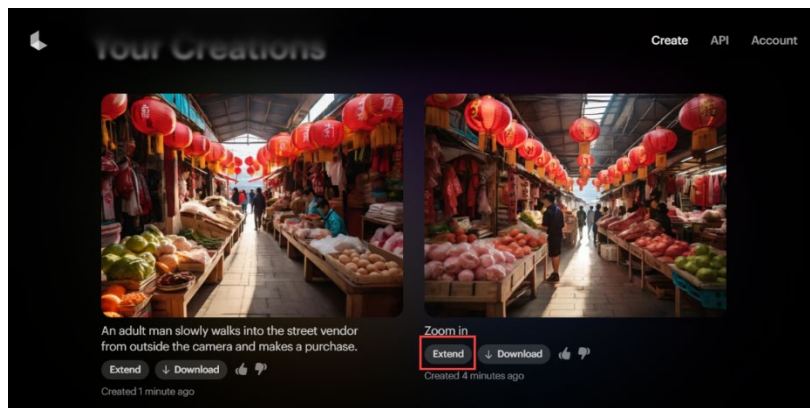 Your Creations
Create API Account
An adult man slowly walks into the street vendor
from outside the camera and makes a purchase.
Extend ↓ Download
Created 1 minute ago
Zoom in
Extend ↓ Download
Created 4 minutes ago